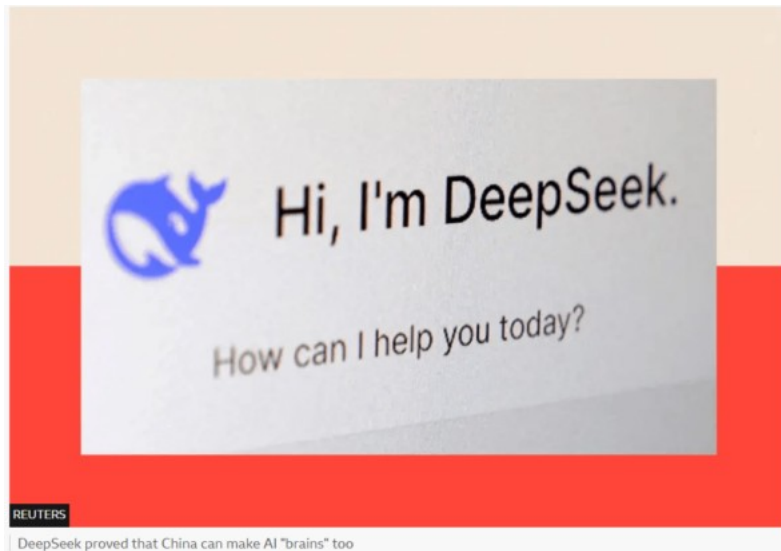 Hi, I'm DeepSeek.
How can I help you today?
REUTERS
DeepSeek proved that China can make AI "brains" too